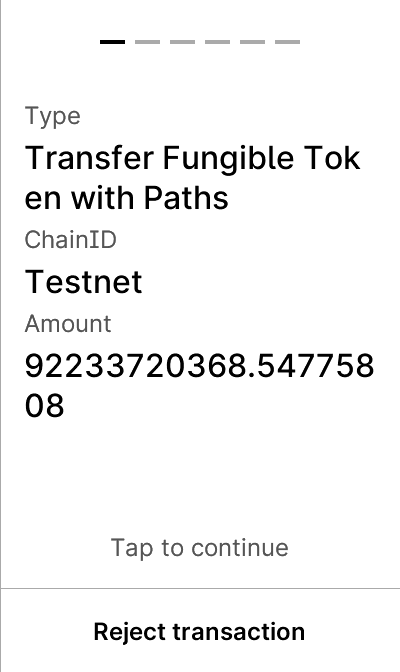 Type
Transfer Fungible Tok
en with Paths
ChainID
Testnet
Amount
92233720368.547758
08
Tap to continue
Reject transaction